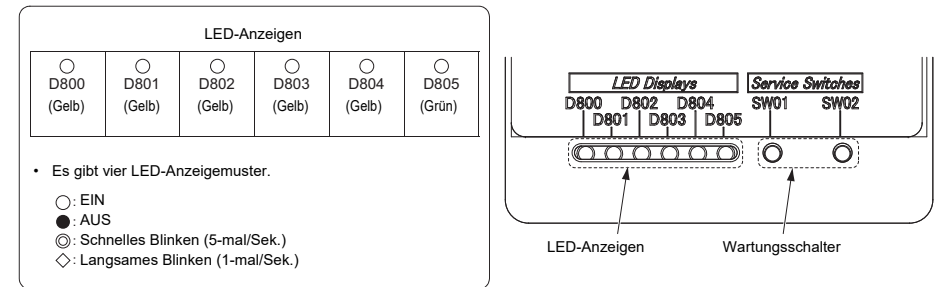 LED-Anzeigen
D800 D801 D802 D803 D804 D805
(Gelb) (Gelb) (Gelb) (Gelb) (Gelb) (Grün)
• Es gibt vier LED-Anzeigemuster.
○: EIN
●: AUS
◎: Schnelles Blinken (5-mal/Sek.)
◇: Langsames Blinken (1-mal/Sek.)
LED Displays Service Switches
D800 D802 D804 SW01 SW02
D801 D803 D805
LED-Anzeigen Wartungsschalter